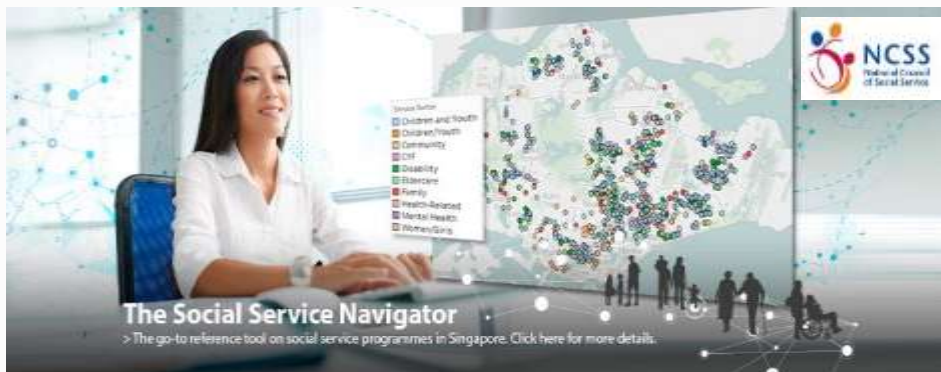 NCSS
National Council
of Social Service
Service Sector
Children and Youth
Children/Youth
Community
CYF
Disability
Eldercare
Family
Health-Related
Mental Health
Women/Girls
The Social Service Navigator
> The go-to reference tool on social service programmes in Singapore. Click here for more details.